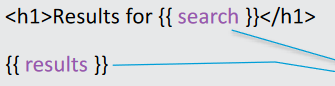 <h1>Results for {{ search }}</h1>
{{ results }}